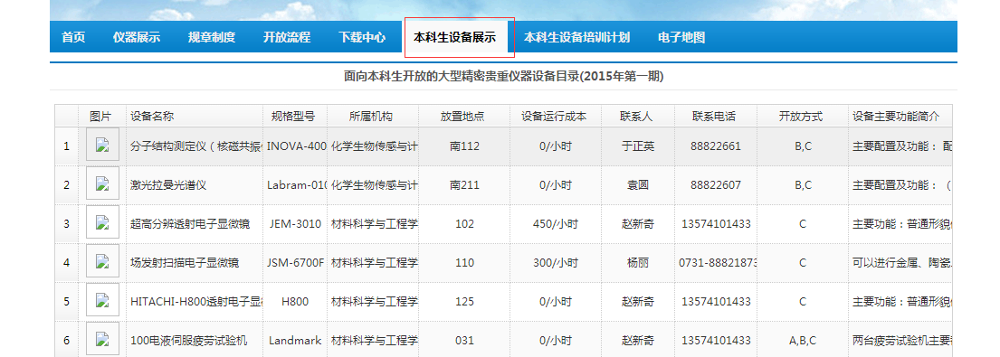 首页 仪器展示 规章制度 开放流程 下载中心 本科生设备展示 本科生设备培训计划 电子地图
面向本科生开放的大型精密贵重仪器设备目录(2015年第一期)
图片 设备名称 规格型号 所属机构 放置地点 设备运行成本 联系人 联系电话 开放方式 设备主要功能简介
1 分子结构测定仪（核磁共振 INOVA-400 化学生物传感与计 南112 0/小时 于正英 88822661 B,C 主要配置及功能： 配
2 激光拉曼光谱仪 Labram-010 化学生物传感与计 南211 0/小时 袁圆 88822607 B,C 主要配置及功能：（
3 超高分辨透射电子显微镜 JEM-3010 材料科学与工程学 102 450/小时 赵新奇 13574101433 C 主要功能：普通形貌
4 场发射扫描电子显微镜 JSM-6700F 材料科学与工程学 110 300/小时 杨丽 0731-88821873 C 可以进行金属、陶瓷
5 HITACHI-H800透射电子显 H800 材料科学与工程学 125 0/小时 赵新奇 13574101433 C 主要功能：普通形貌
6 100电液伺服疲劳试验机 Landmark 材料科学与工程学 031 0/小时 赵新奇 13574101433 A,B,C 两台疲劳试验机主要